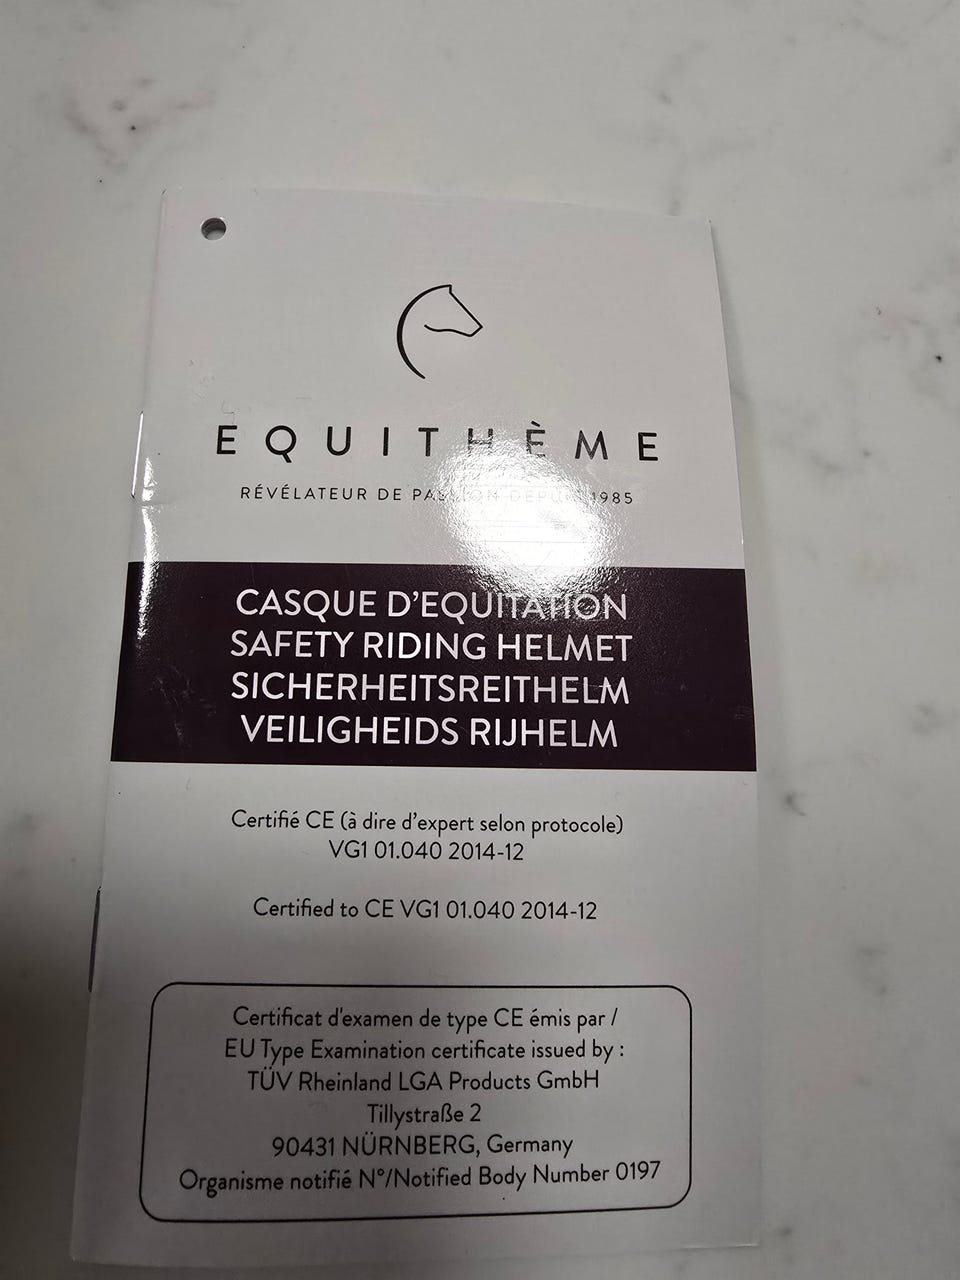 EQUITHÈME
RÉVÉLATEUR DE PASSION DEPUIS 1985
CASQUE D'EQUITATION
SAFETY RIDING HELMET
SICHERHEITSREITHELM
VEILIGHEIDS RIJHELM
Certifié CE (à dire d'expert selon protocole)
VG1 01.040 2014-12
Certified to CE VG1 01.040 2014-12
Certificat d'examen de type CE émis par /
EU Type Examination certificate issued by :
TÜV Rheinland LGA Products GmbH
Tillystraße 2
90431 NÜRNBERG, Germany
Organisme notifié N°/Notified Body Number 0197